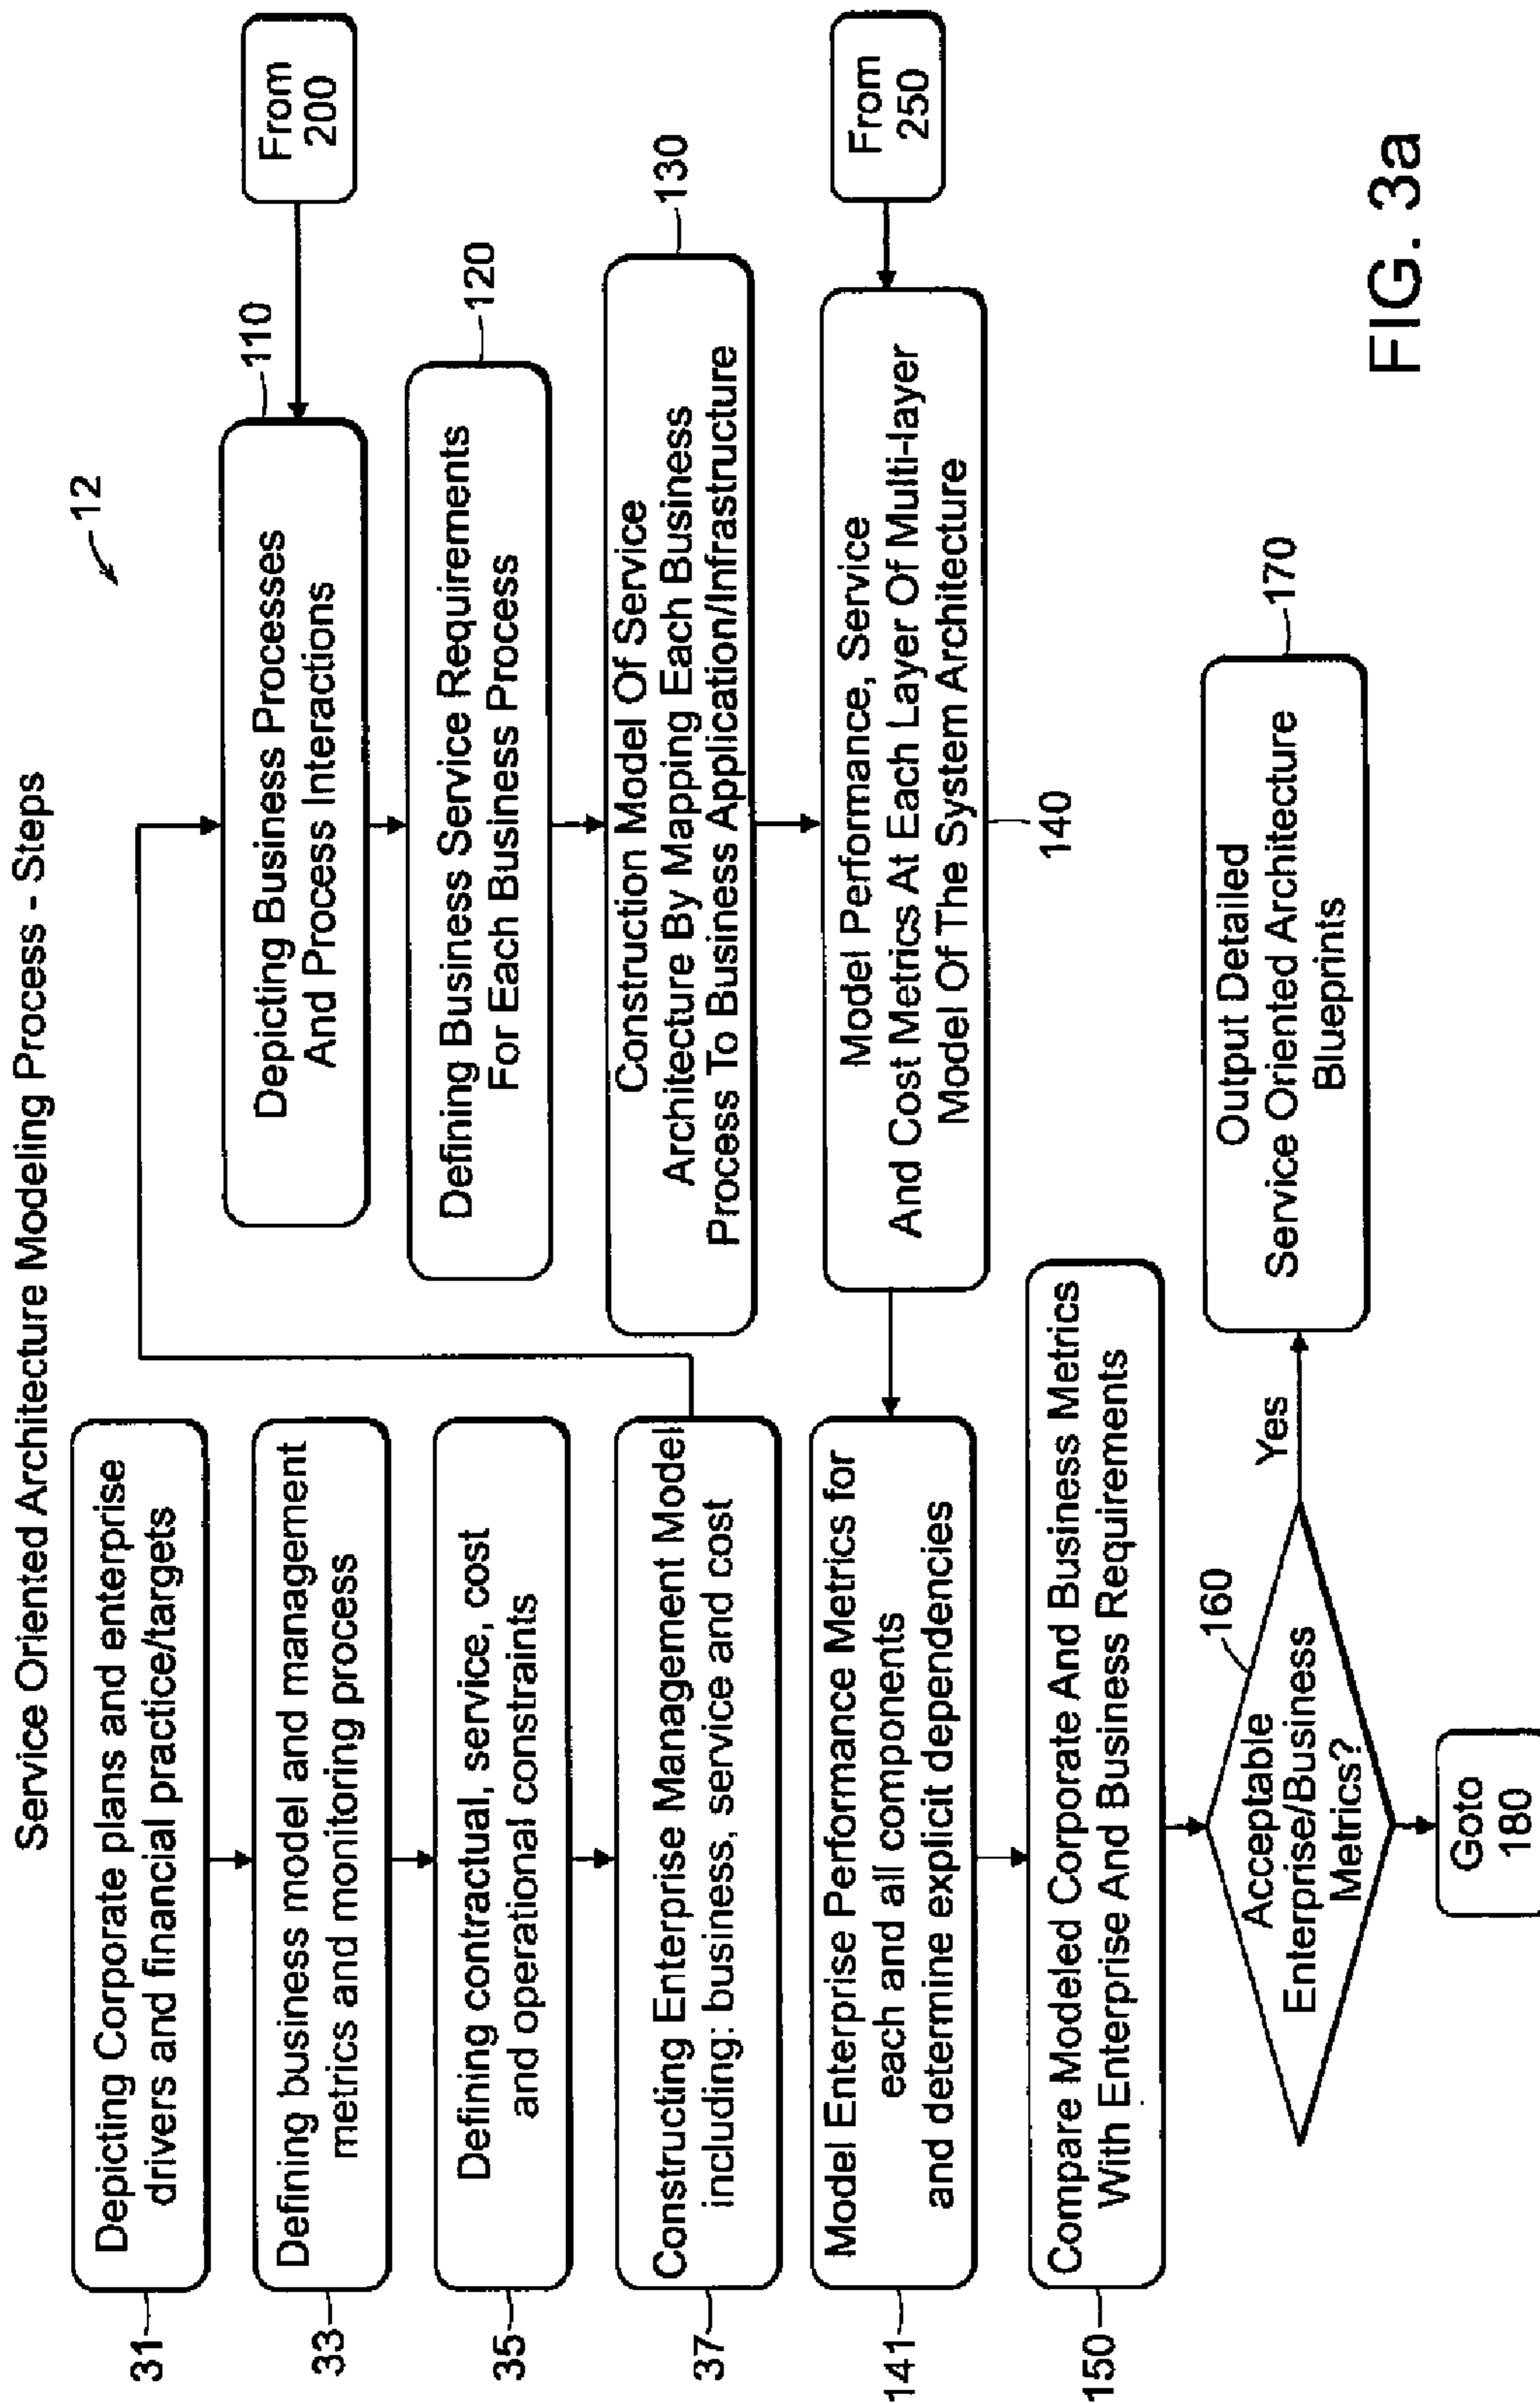 Service Oriented Architecture Modeling Process - Steps
12
31
Depicting Corporate plans and enterprise
drivers and financial practice/targets
33
Defining business model and management
metrics and monitoring process
35
Defining contractual, service, cost
and operational constraints
37
Constructing Enterprise Management Model
including: business, service and cost
From
200
110
Depicting Business Processes
And Process Interactions
120
Defining Business Service Requirements
For Each Business Process
130
Construction Model Of Service
Architecture By Mapping Each Business
Process To Business Application/Infrastructure
From
250
Model Performance, Service
And Cost Metrics At Each Layer Of Multi-layer
Model Of The System Architecture
140
141
Model Enterprise Performance Metrics for
each and all components
and determine explicit dependencies
150
Compare Modeled Corporate And Business Metrics
With Enterprise And Business Requirements
160
Acceptable
Enterprise/Business
Metrics?
Yes
170
Output Detailed
Service Oriented Architecture
Blueprints
Goto
180
FIG. 3a